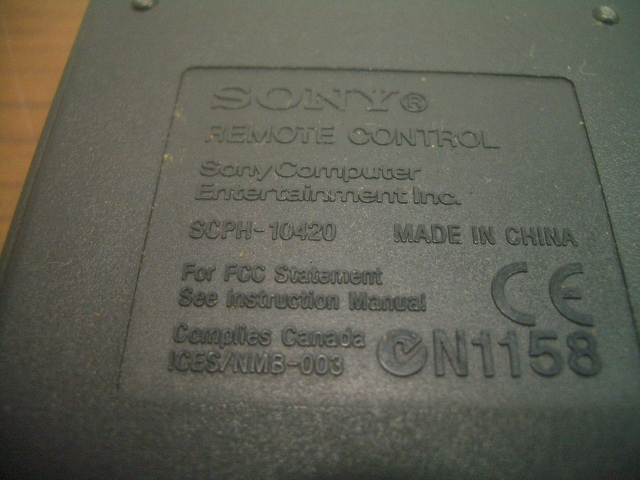 SONY®
REMOTE CONTROL
Sony Computer
Entertainment Inc.
SCPH-10420 MADE IN CHINA
For FCC Statement
See Instruction Manual
CE
Complies Canada
ICES/NMB-003
N1158